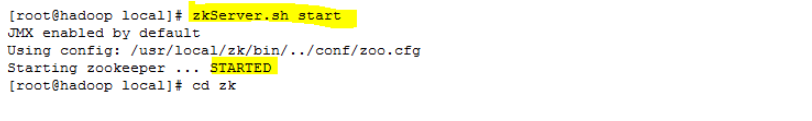 [root@hadoop local]# zkServer.sh start
JMX enabled by default
Using config: /usr/local/zk/bin/../conf/zoo.cfg
Starting zookeeper ... STARTED
[root@hadoop local]# cd zk